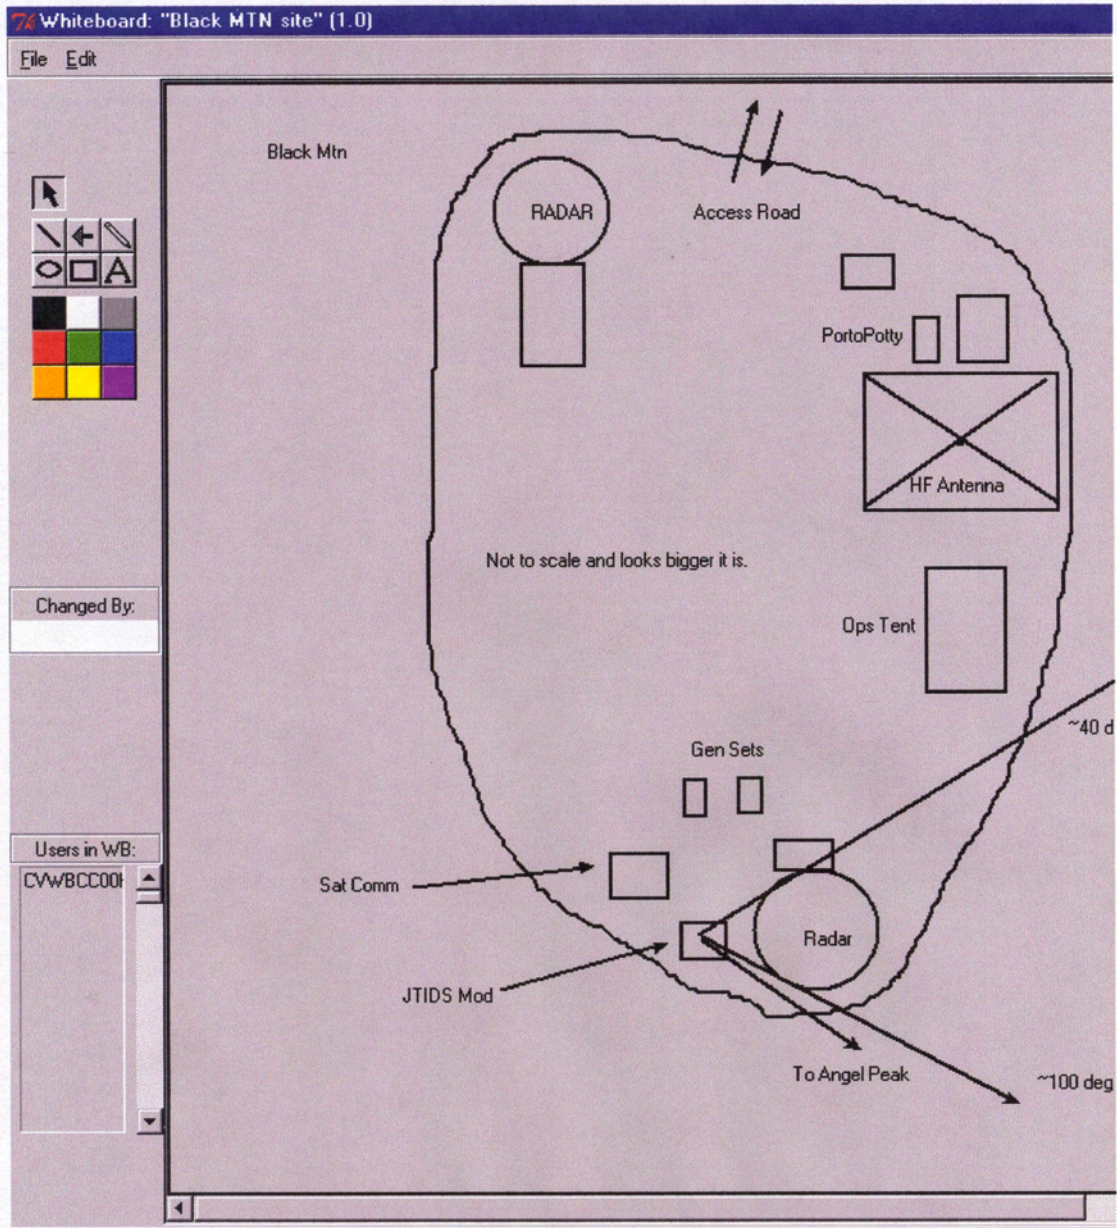 Whiteboard: "Black MTN site" (1.0)
File Edit
Black Mtn
RADAR
Access Road
A
PortoPotty
HF Antenna
Not to scale and looks bigger it is.
Changed By:
Ops Tent
~40 d
Gen Sets
Users in WB:
CVWBCC00
Sat Comm
Radar
JTIDS Mod
To Angel Peak
~100 deg